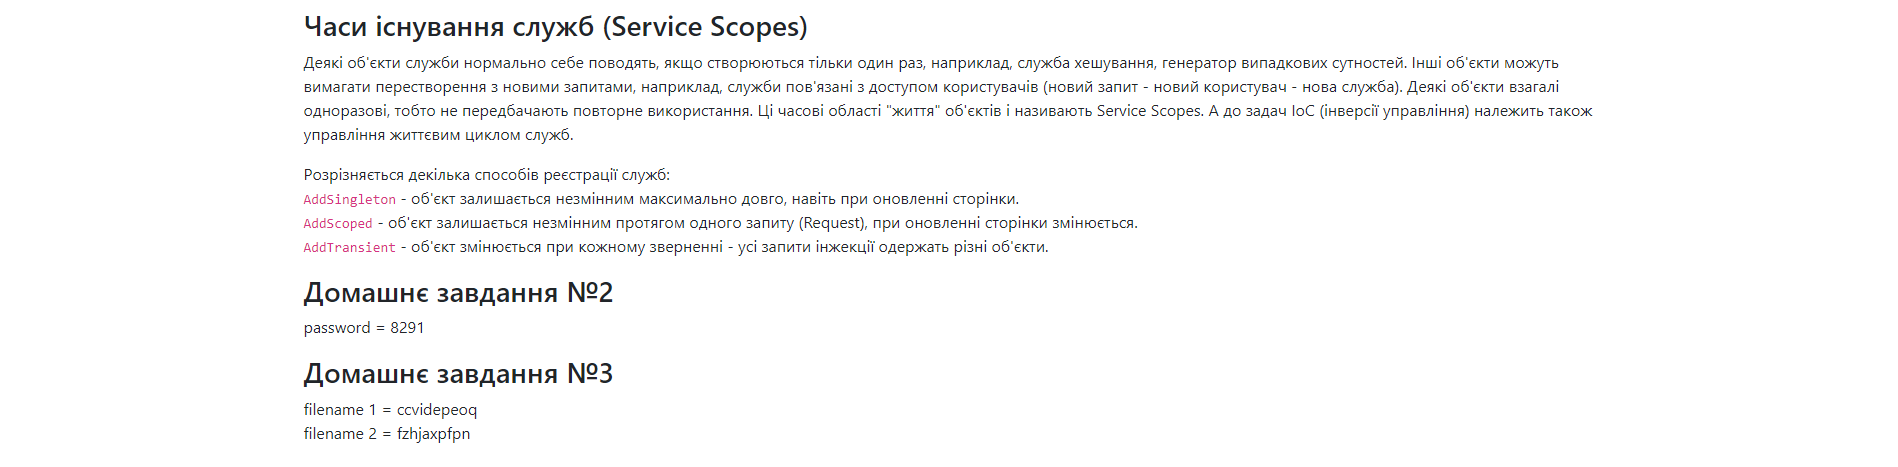 Часи існування служб (Service Scopes)
Деякі об'єкти служби нормально себе поводять, якщо створюються тільки один раз, наприклад, служба хешування, генератор випадкових сутностей. Інші об'єкти можуть
вимагати перестворення з новими запитами, наприклад, служби пов'язані з доступом користувачів (новий запит - новий користувач - нова служба). Деякі об'єкти взагалі
одноразові, тобто не передбачають повторне використання. Ці часові області "життя" об'єктів і називають Service Scopes. А до задач IoC (інверсії управління) належить також
управління життєвим циклом служб.
Розрізняється декілька способів реєстрації служб:
AddSingleton - об'єкт залишається незмінним максимально довго, навіть при оновленні сторінки.
AddScoped - об'єкт залишається незмінним протягом одного запиту (Request), при оновленні сторінки змінюється.
AddTransient - об'єкт змінюється при кожному зверненні - усі запити інжекції одержать різні об'єкти.
Домашнє завдання №2
password = 8291
Домашнє завдання №3
filename 1 = ccvidepeoq
filename 2 = fzhjaxpfpn